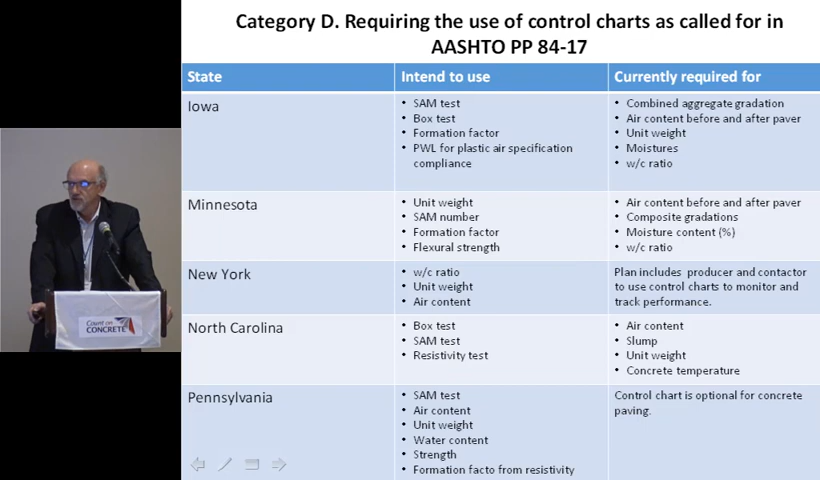 Category D. Requiring the use of control charts as called for in
AASHTO PP 84-17
State
Intend to use
Currently required for
Iowa
• SAM test
• Box test
• Formation factor
• PWL for plastic air specification
compliance
• Combined aggregate gradation
• Air content before and after paver
• Unit weight
• Moistures
• w/c ratio
Minnesota
• Unit weight
• SAM number
• Formation factor
• Flexural strength
• Air content before and after paver
• Composite gradations
• Moisture content (%)
• w/c ratio
New York
• w/c ratio
• Unit weight
• Air content
Plan includes producer and contactor
to use control charts to monitor and
track performance.
North Carolina
• Box test
• SAM test
• Resistivity test
• Air content
• Slump
• Unit weight
• Concrete temperature
Pennsylvania
• SAM test
• Air content
• Unit weight
• Water content
• Strength
• Formation facto from resistivity
Control chart is optional for concrete
paving.
Count on
CONCRETE